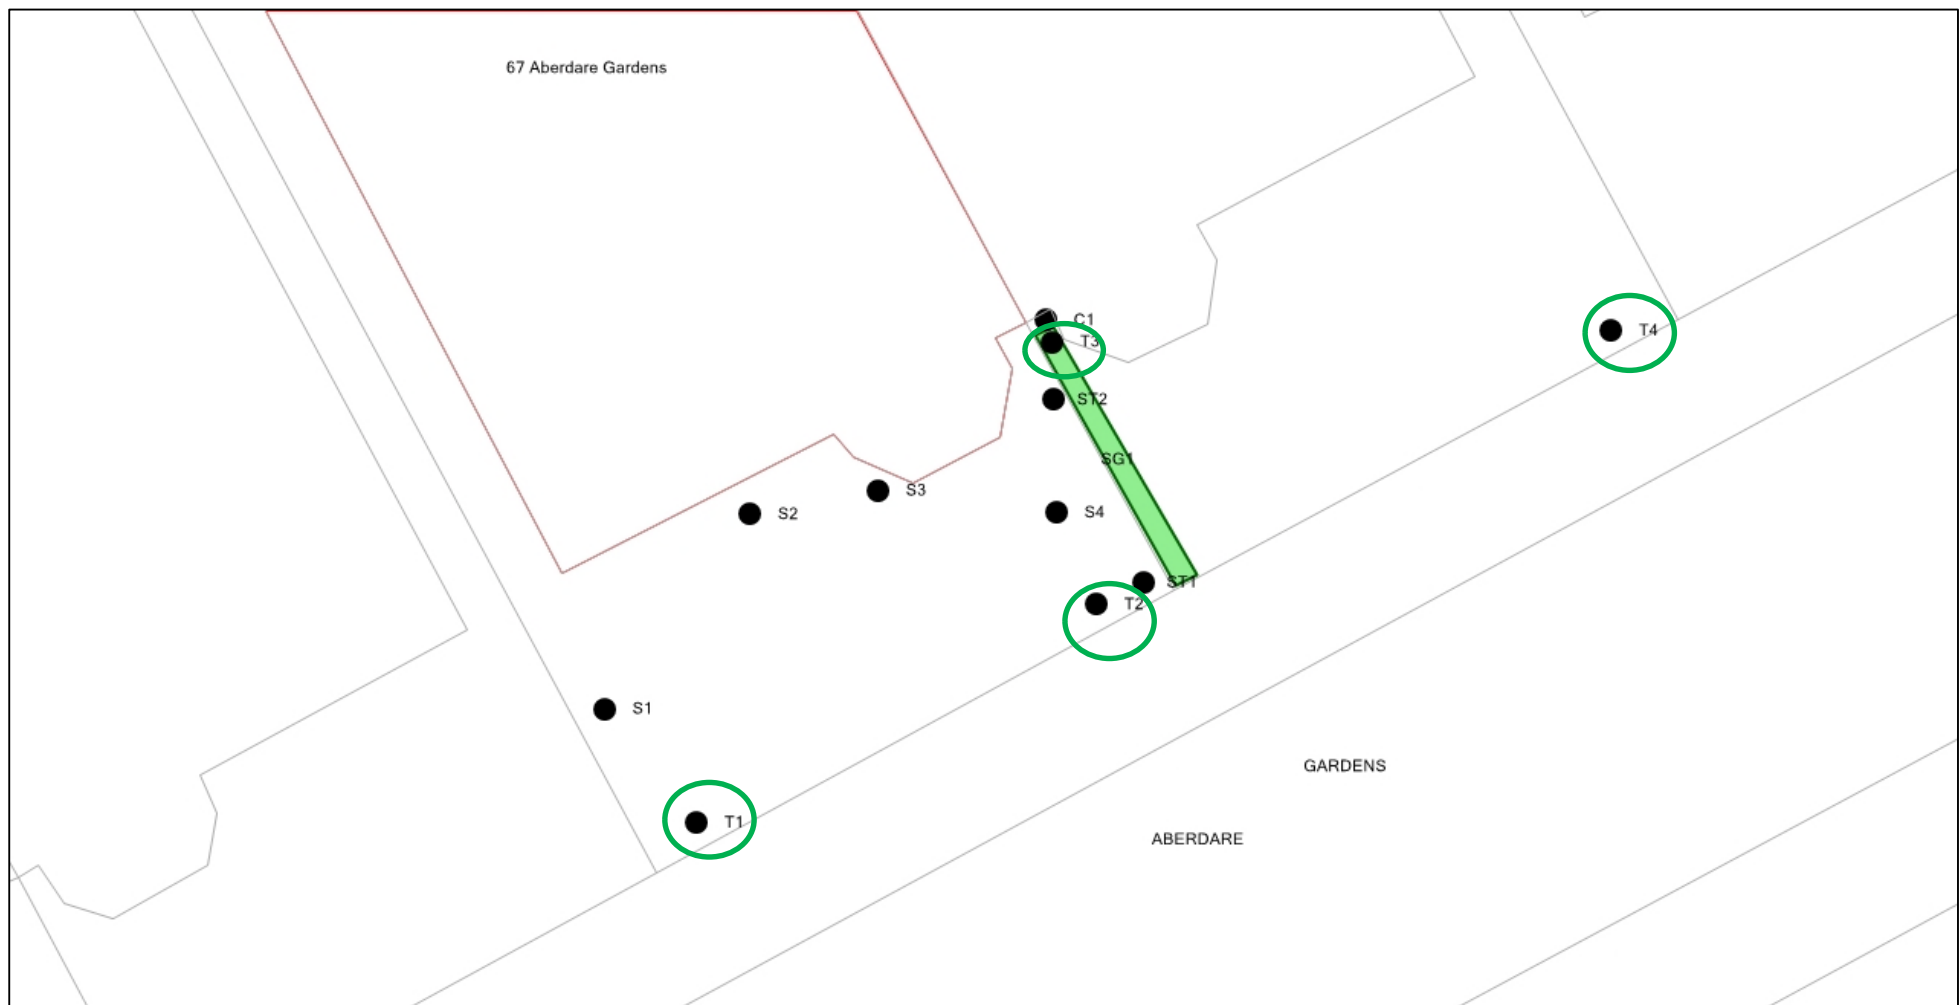 67 Aberdare Gardens
C1
T3
T4
ST2
SG1
S3
S2
S4
ST1
T2
S1
GARDENS
T1
ABERDARE